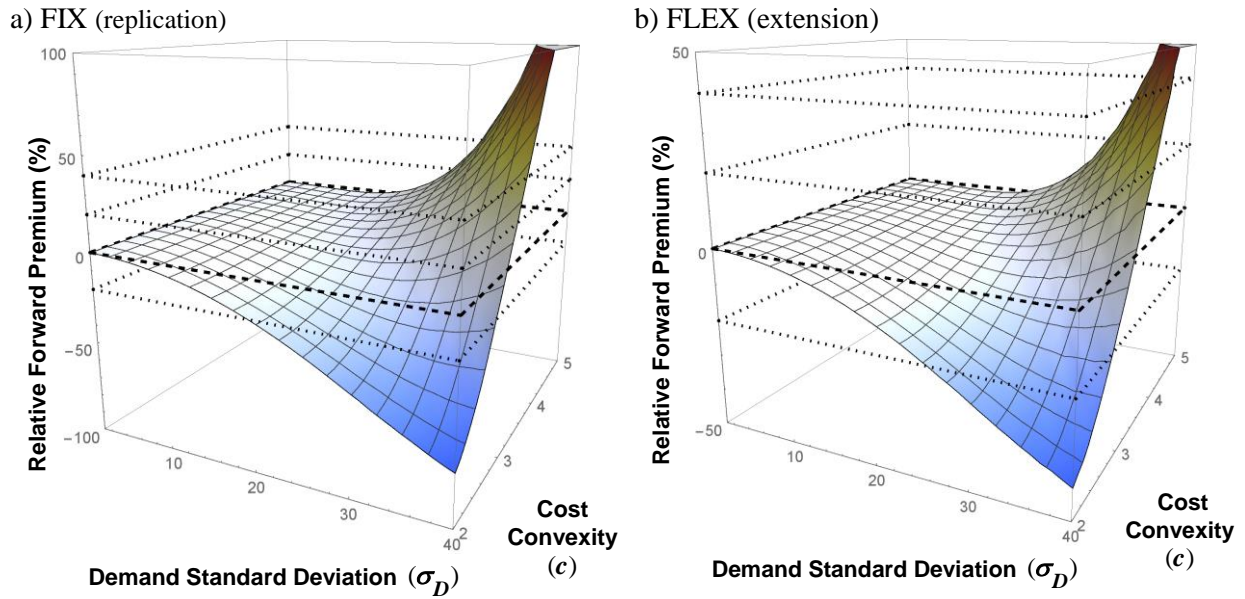 a) FIX (replication)
100
50
0
−50
−100
Relative Forward Premium (%)
10
20
30
40
2
3
4
5
Cost
Convexity
(c)
Demand Standard Deviation (σ_D)
b) FLEX (extension)
50
0
−50
Relative Forward Premium (%)
10
20
30
40
2
3
4
5
Cost
Convexity
(c)
Demand Standard Deviation (σ_D)